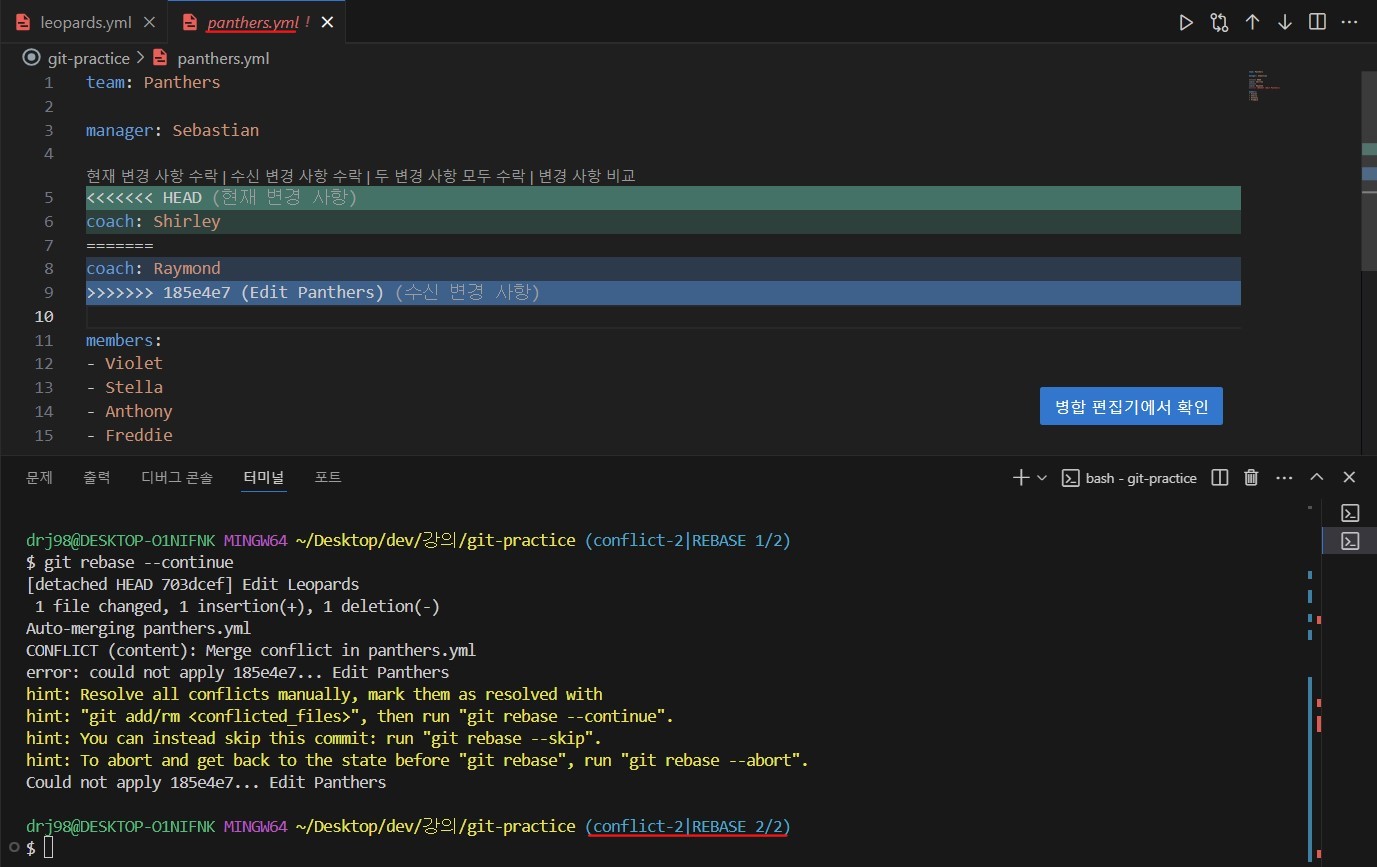 leopards.yml
panthers.yml !
git-practice > panthers.yml
1 team: Panthers
2
3 manager: Sebastian
4
현재 변경 사항 수락 | 수신 변경 사항 수락 | 두 변경 사항 모두 수락 | 변경 사항 비교
5 <<<<<<< HEAD (현재 변경 사항)
6 coach: Shirley
7 =======
8 coach: Raymond
9 >>>>>>> 185e4e7 (Edit Panthers) (수신 변경 사항)
10
11 members:
12 - Violet
13 - Stella
14 - Anthony
15 - Freddie
병합 편집기에서 확인
문제 출력 디버그 콘솔 터미널 포트
bash - git-practice
drj98@DESKTOP-O1NIFNK MINGW64 ~/Desktop/dev/강의/git-practice (conflict-2|REBASE 1/2)
$ git rebase --continue
[detached HEAD 703dcef] Edit Leopards
1 file changed, 1 insertion(+), 1 deletion(-)
Auto-merging panthers.yml
CONFLICT (content): Merge conflict in panthers.yml
error: could not apply 185e4e7... Edit Panthers
hint: Resolve all conflicts manually, mark them as resolved with
hint: "git add/rm <conflicted_files>", then run "git rebase --continue".
hint: You can instead skip this commit: run "git rebase --skip".
hint: To abort and get back to the state before "git rebase", run "git rebase --abort".
Could not apply 185e4e7... Edit Panthers
drj98@DESKTOP-O1NIFNK MINGW64 ~/Desktop/dev/강의/git-practice (conflict-2|REBASE 2/2)
$